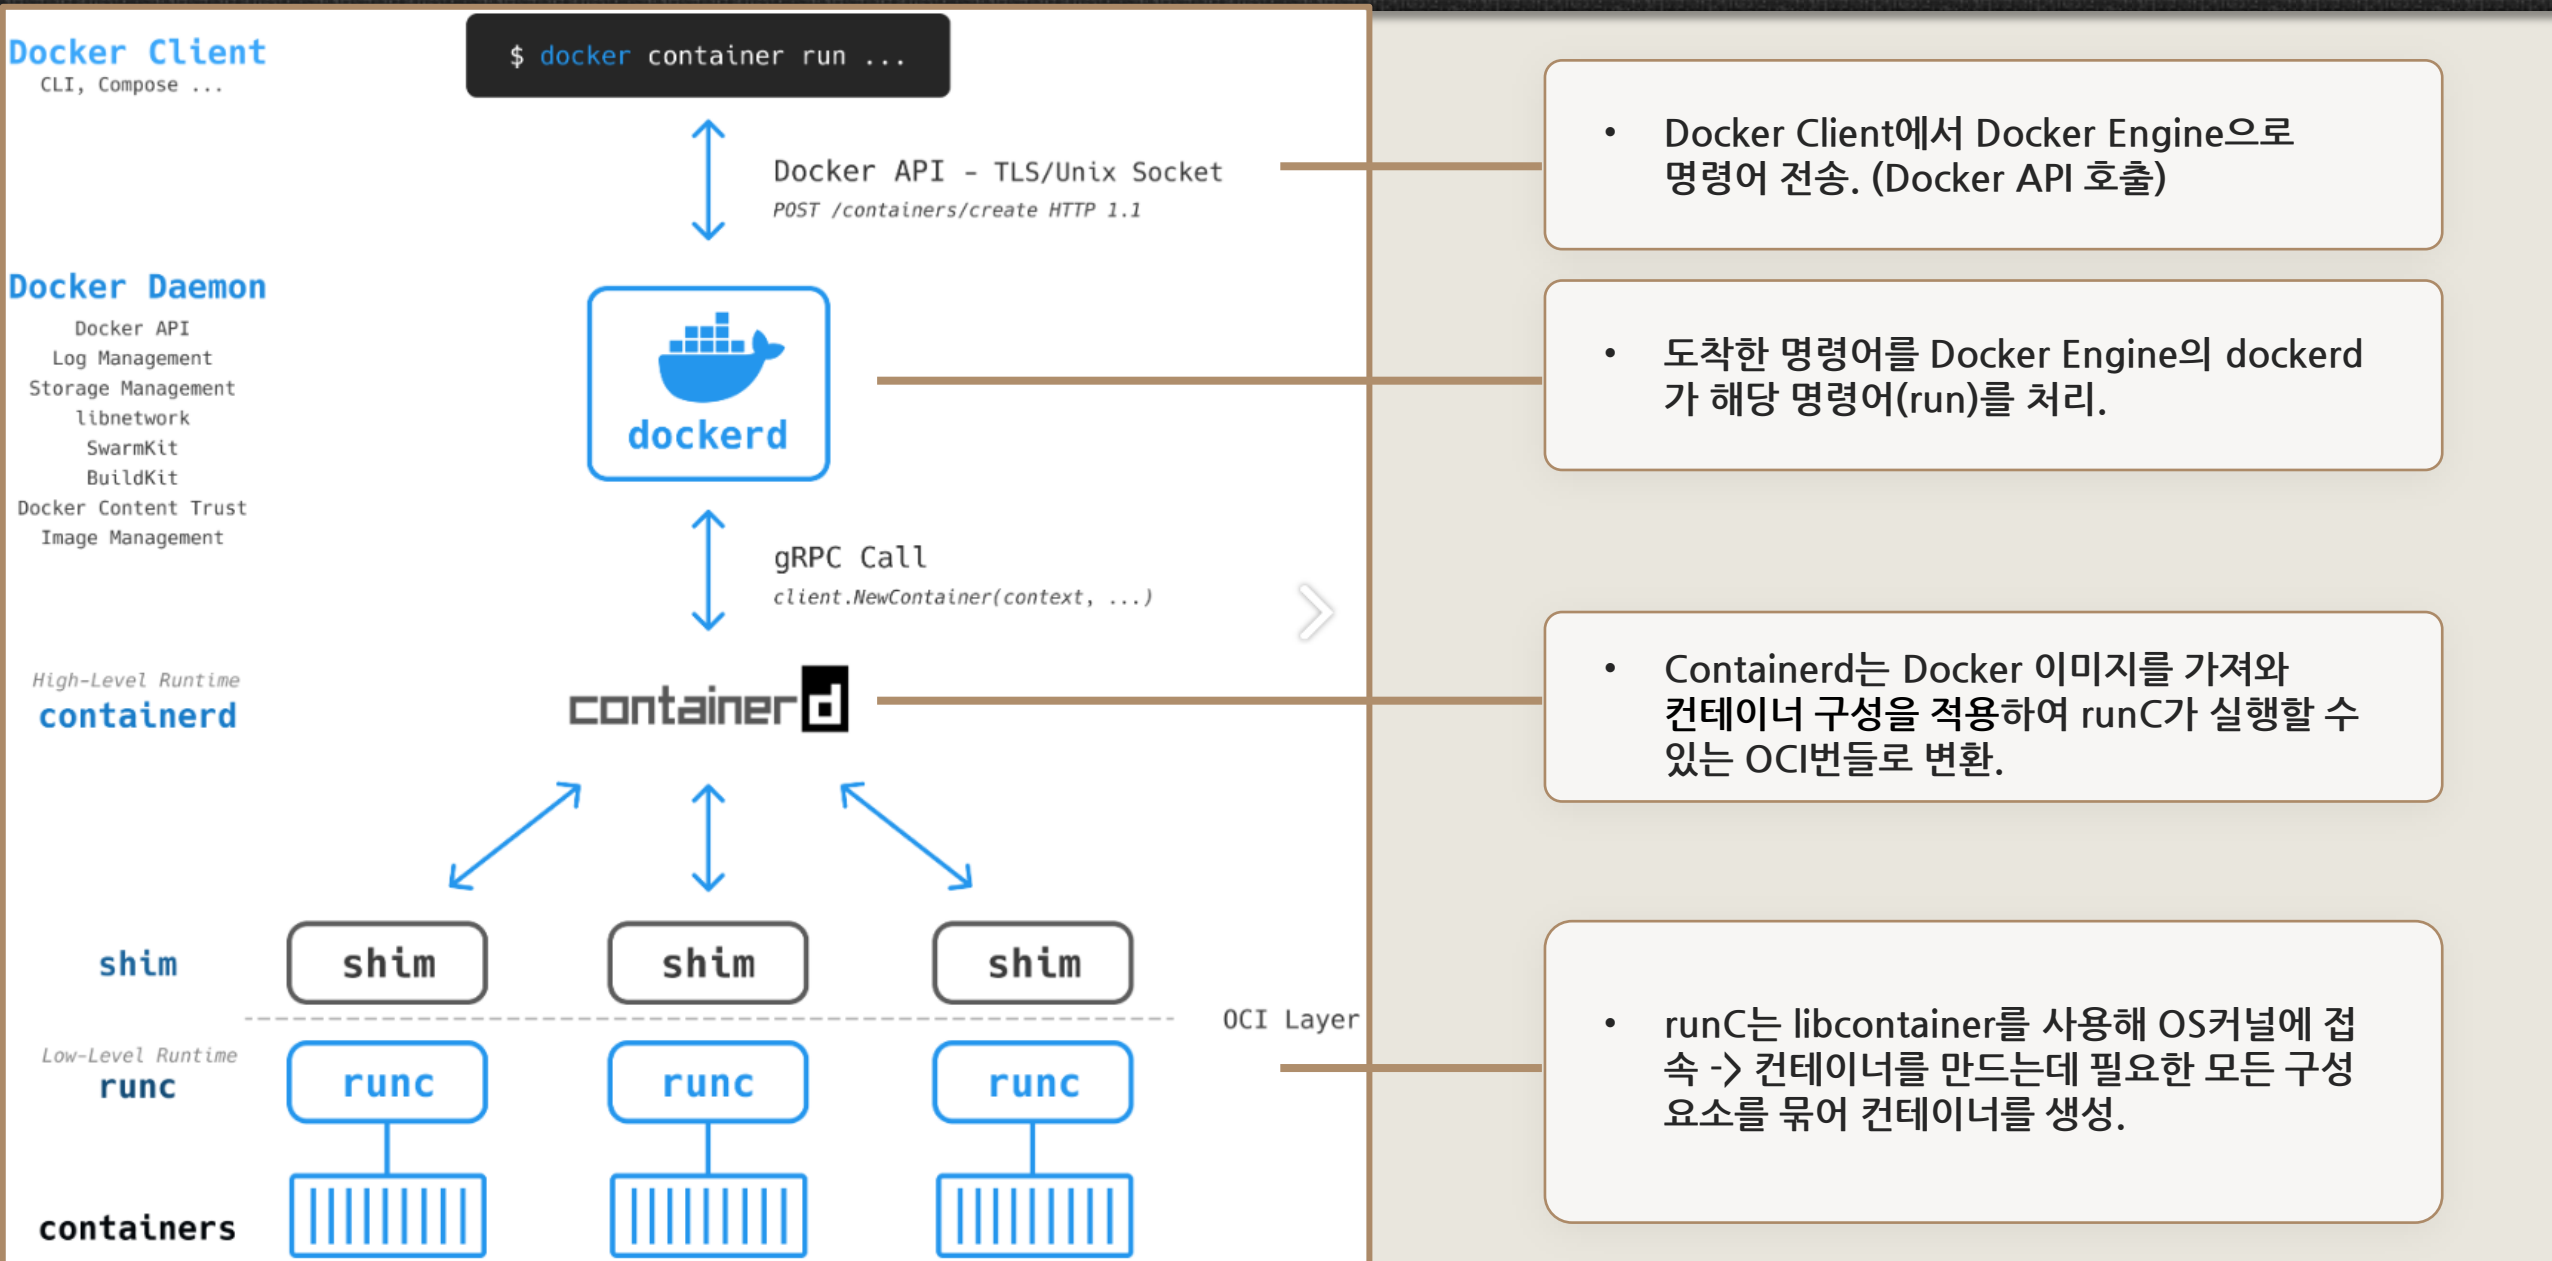 Docker Client
CLI, Compose ...
$ docker container run ...
Docker API - TLS/Unix Socket
POST /containers/create HTTP 1.1
Docker Daemon
Docker API
Log Management
Storage Management
libnetwork
SwarmKit
BuildKit
Docker Content Trust
Image Management
dockerd
gRPC Call
client.NewContainer(context, ...)
High-Level Runtime
containerd
containerd
shim
shim
shim
shim
OCI Layer
Low-Level Runtime
runc
runc
runc
runc
containers
• Docker Client에서 Docker Engine으로
명령어 전송. (Docker API 호출)
• 도착한 명령어를 Docker Engine의 dockerd
가 해당 명령어(run)를 처리.
• Containerd는 Docker 이미지를 가져와
컨테이너 구성을 적용하여 runC가 실행할 수
있는 OCI번들로 변환.
• runC는 libcontainer를 사용해 OS커널에 접
속 -> 컨테이너를 만드는데 필요한 모든 구성
요소를 묶어 컨테이너를 생성.